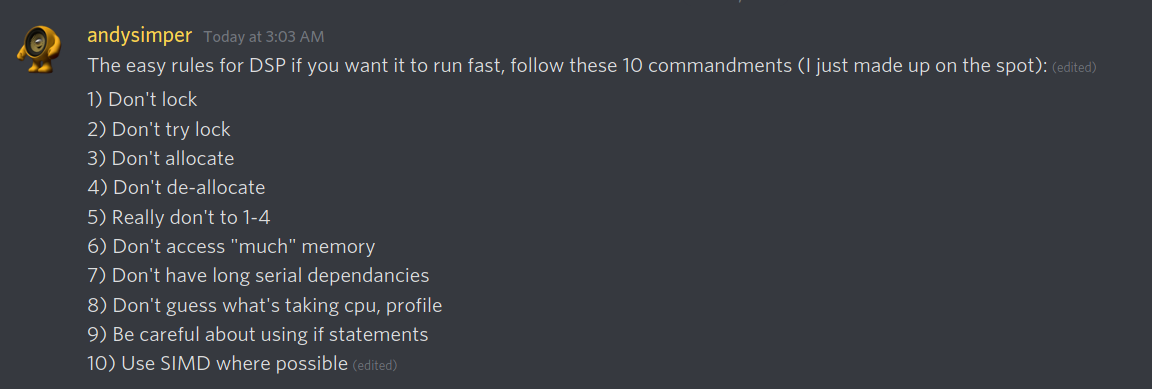 andysimper Today at 3:03 AM
The easy rules for DSP if you want it to run fast, follow these 10 commandments (I just made up on the spot): (edited)
1) Don't lock
2) Don't try lock
3) Don't allocate
4) Don't de-allocate
5) Really don't to 1-4
6) Don't access "much" memory
7) Don't have long serial dependancies
8) Don't guess what's taking cpu, profile
9) Be careful about using if statements
10) Use SIMD where possible (edited)